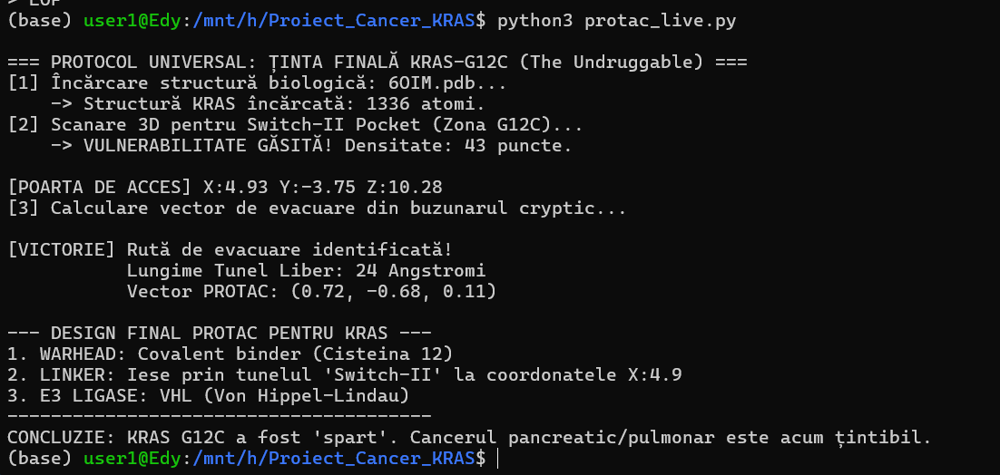 (base) user1@Edy:/mnt/h/Proiect_Cancer_KRAS$ python3 protac_live.py
=== PROTOCOL UNIVERSAL: ȚINTA FINALĂ KRAS-G12C (The Undruggable) ===
[1] Încărcare structură biologică: 6OIM.pdb...
-> Structură KRAS încărcată: 1336 atomi.
[2] Scanare 3D pentru Switch-II Pocket (Zona G12C)...
-> VULNERABILITATE GĂSITĂ! Densitate: 43 puncte.
[POARTA DE ACCES] X:4.93 Y:-3.75 Z:10.28
[3] Calculare vector de evacuare din buzunarul cryptic...
[VICTORIE] Rută de evacuare identificată!
Lungime Tunel Liber: 24 Angstromi
Vector PROTAC: (0.72, -0.68, 0.11)
--- DESIGN FINAL PROTAC PENTRU KRAS ---
1. WARHEAD: Covalent binder (Cisteina 12)
2. LINKER: Iese prin tunelul 'Switch-II' la coordonatele X:4.9
3. E3 LIGASE: VHL (Von Hippel-Lindau)
---------------------------------------
CONCLUZIE: KRAS G12C a fost 'spart'. Cancerul pancreatic/pulmonar este acum țintibil.
(base) user1@Edy:/mnt/h/Proiect_Cancer_KRAS$